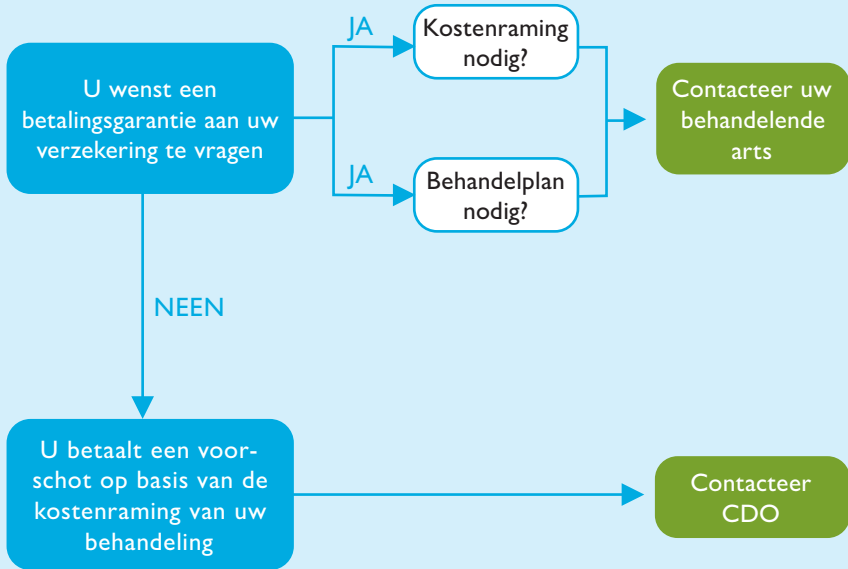 JA
Kostenraming
nodig?
U wenst een
betalingsgarantie aan uw
verzekering te vragen
Contacteer uw
behandelende
arts
JA
Behandelplan
nodig?
NEEN
U betaalt een voor-
schot op basis van de
kostenraming van uw
behandeling
Contacteer
CDO